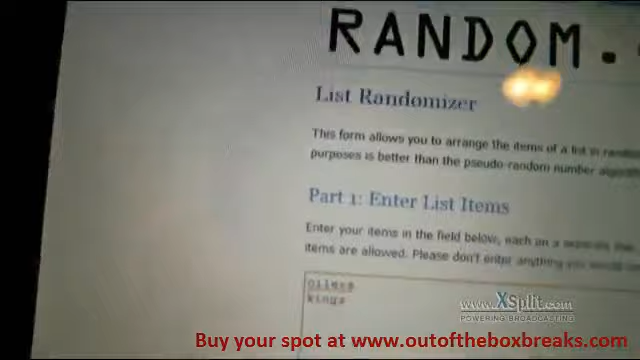 RANDOM.
List Randomizer
This form allows you to arrange the items of a list in
purposes is better than the pseudo-random number
Part 1: Enter List Items
Enter your items in the field below, each on a separate line.
items are allowed. Please don't enter anything you would
oilers
kings
www.XSplit.com
POWERING BROADCASTING
Buy your spot at www.outoftheboxbreaks.com